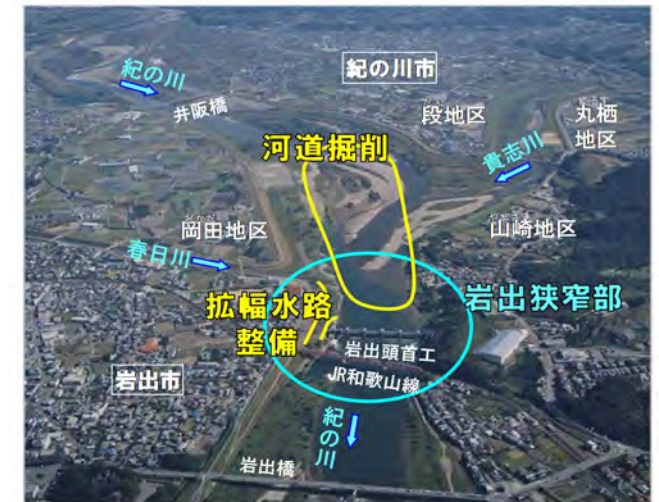 紀の川
紀の川市
井阪橋
段地区
丸栖
地区
河道掘削
貴志川
岡田地区
山崎地区
春日川
拡幅水路
整備
岩出狭窄部
岩出頭首工
岩出市
JR和歌山線
紀の川
岩出橋